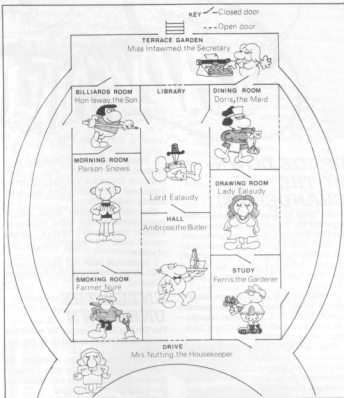 KEY Closed door
Open door
TERRACE GARDEN
Miss Infawmed the Secretary
BILLIARDS ROOM
Hon Isway, the Son
LIBRARY
DINING ROOM
Doris, the Maid
MORNING ROOM
Parson Snows
Lord Ealaudy
DRAWING ROOM
Lady Ealaudy
HALL
Ambrose, the Butler
SMOKING ROOM
Farmer Nure
STUDY
Ferris, the Gardener
DRIVE
Mrs. Nutting, the Housekeeper